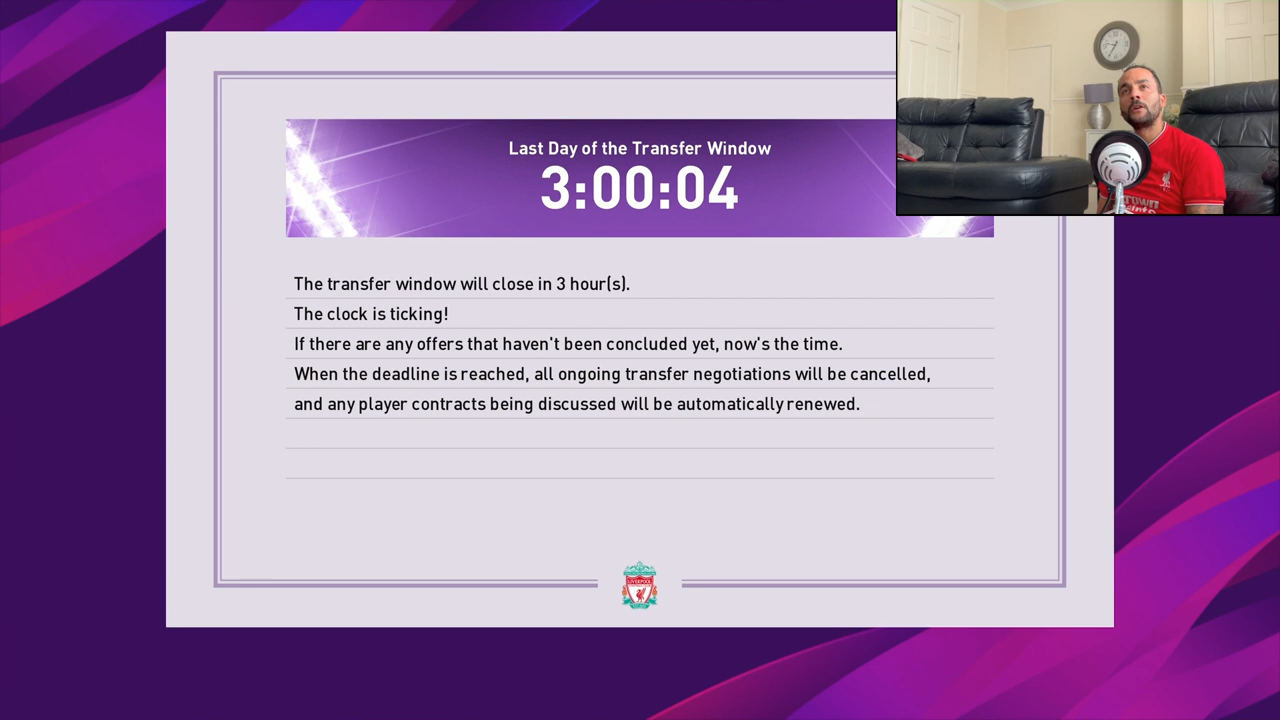 Last Day of the Transfer Window
3:00:04
The transfer window will close in 3 hour(s).
The clock is ticking!
If there are any offers that haven't been concluded yet, now's the time.
When the deadline is reached, all ongoing transfer negotiations will be cancelled,
and any player contracts being discussed will be automatically renewed.
LIVERPOOL